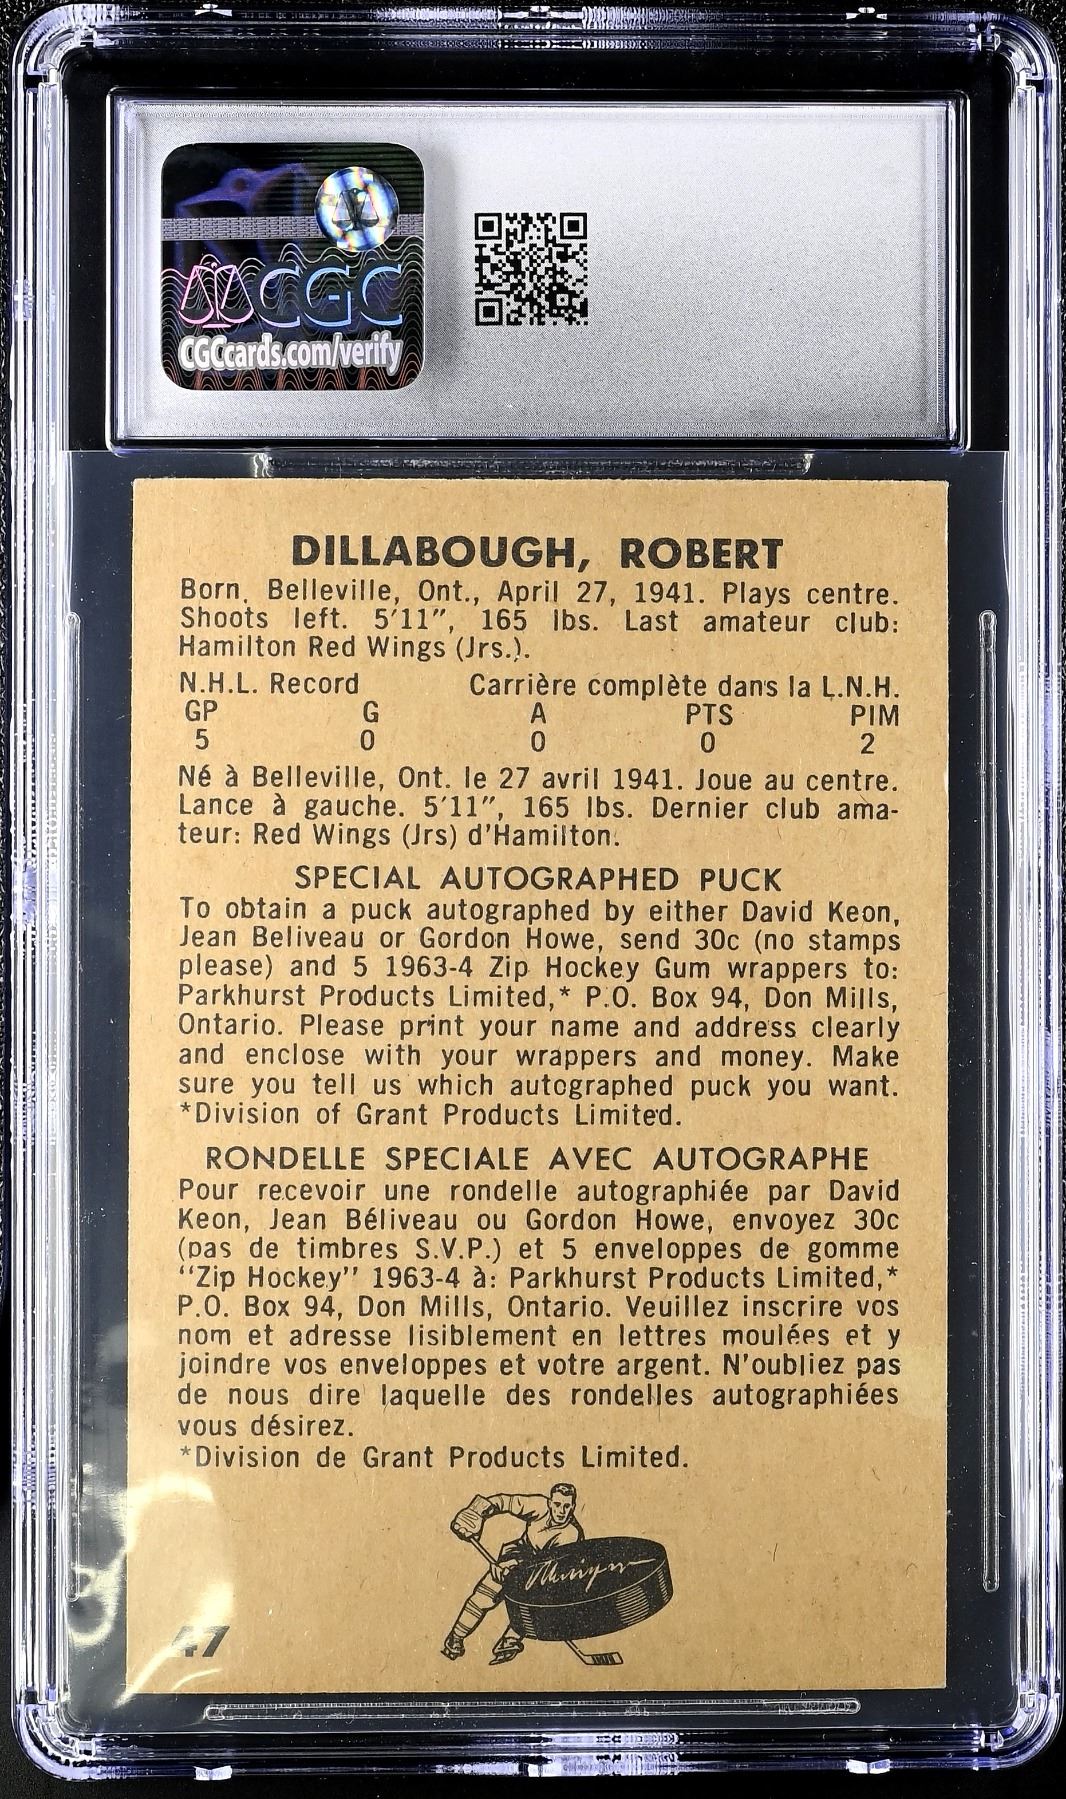 CGC
CGCcards.com/verify
DILLABOUGH, ROBERT
Born. Belleville, Ont., April 27, 1941. Plays centre.
Shoots left. 5'11", 165 lbs. Last amateur club:
Hamilton Red Wings (Jrs.).
N.H.L. Record Carrière complète dans la L.N.H.
GP G A PTS PIM
5 0 0 0 2
Né à Belleville, Ont. le 27 avril 1941. Joue au centre.
Lance à gauche. 5'11", 165 lbs. Dernier club ama-
teur: Red Wings (Jrs) d'Hamilton.
SPECIAL AUTOGRAPHED PUCK
To obtain a puck autographed by either David Keon,
Jean Beliveau or Gordon Howe, send 30c (no stamps
please) and 5 1963-4 Zip Hockey Gum wrappers to:
Parkhurst Products Limited,* P.O. Box 94, Don Mills,
Ontario. Please print your name and address clearly
and enclose with your wrappers and money. Make
sure you tell us which autographed puck you want.
*Division of Grant Products Limited.
RONDELLE SPECIALE AVEC AUTOGRAPHE
Pour recevoir une rondelle autographiée par David
Keon, Jean Béliveau ou Gordon Howe, envoyez 30c
(pas de timbres S.V.P.) et 5 enveloppes de gomme
"Zip Hockey" 1963-4 à: Parkhurst Products Limited,*
P.O. Box 94, Don Mills, Ontario. Veuillez inscrire vos
nom et adresse lisiblement en lettres moulées et y
joindre vos enveloppes et votre argent. N'oubliez pas
de nous dire laquelle des rondelles autographiées
vous désirez.
*Division de Grant Products Limited.
47